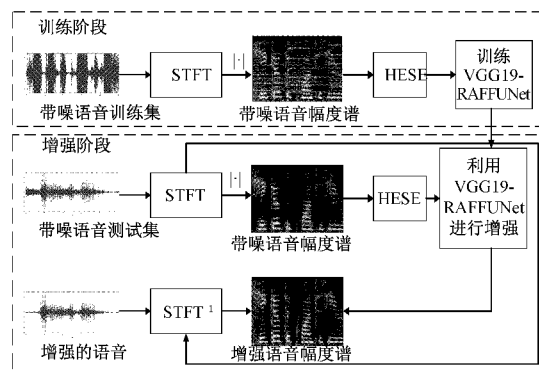 训练阶段
STFT
|·|
HESE
训练
VGG19-
RAFFUNet
带噪语音训练集
带噪语音幅度谱
增强阶段
STFT
|·|
HESE
利用
VGG19-
RAFFUNet
进行增强
带噪语音测试集
带噪语音幅度谱
STFT 1
增强的语音
增强语音幅度谱